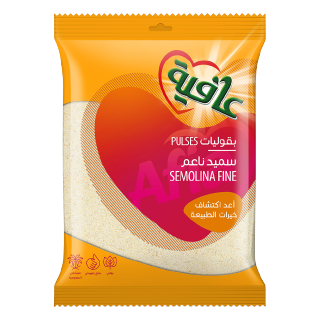 عافية
بقوليات PULSES
سميد ناعم
SEMOLINA FINE
أعد اكتشاف
خيرات الطبيعة